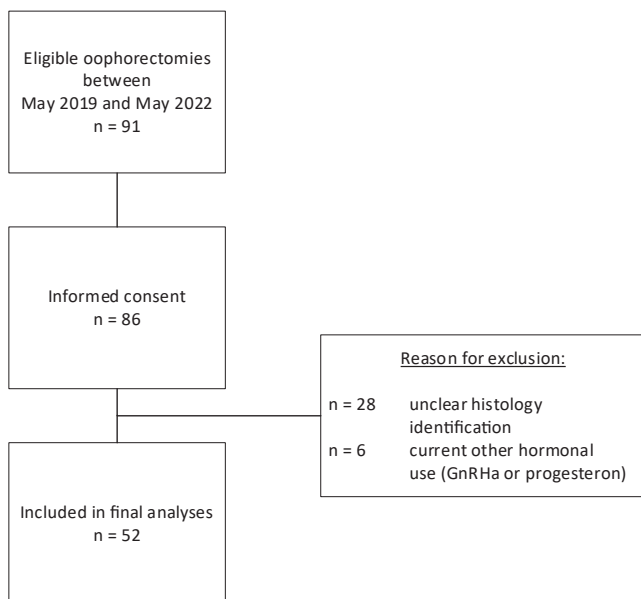 Eligible oophorectomies
between
May 2019 and May 2022
n = 91
Informed consent
n = 86
Reason for exclusion:
n = 28 unclear histology
identification
n = 6 current other hormonal
use (GnRHa or progesteron)
Included in final analyses
n = 52